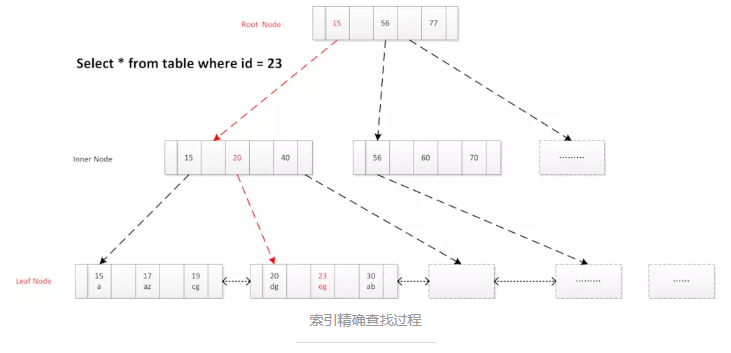 Root Node
15 56 77
Select * from table where id = 23
Inner Node
15 20 40
56 60 70
………
Leaf Node
15 17 19
a az cg
20 23 30
dg eg ab
………
……
索引精确查找过程